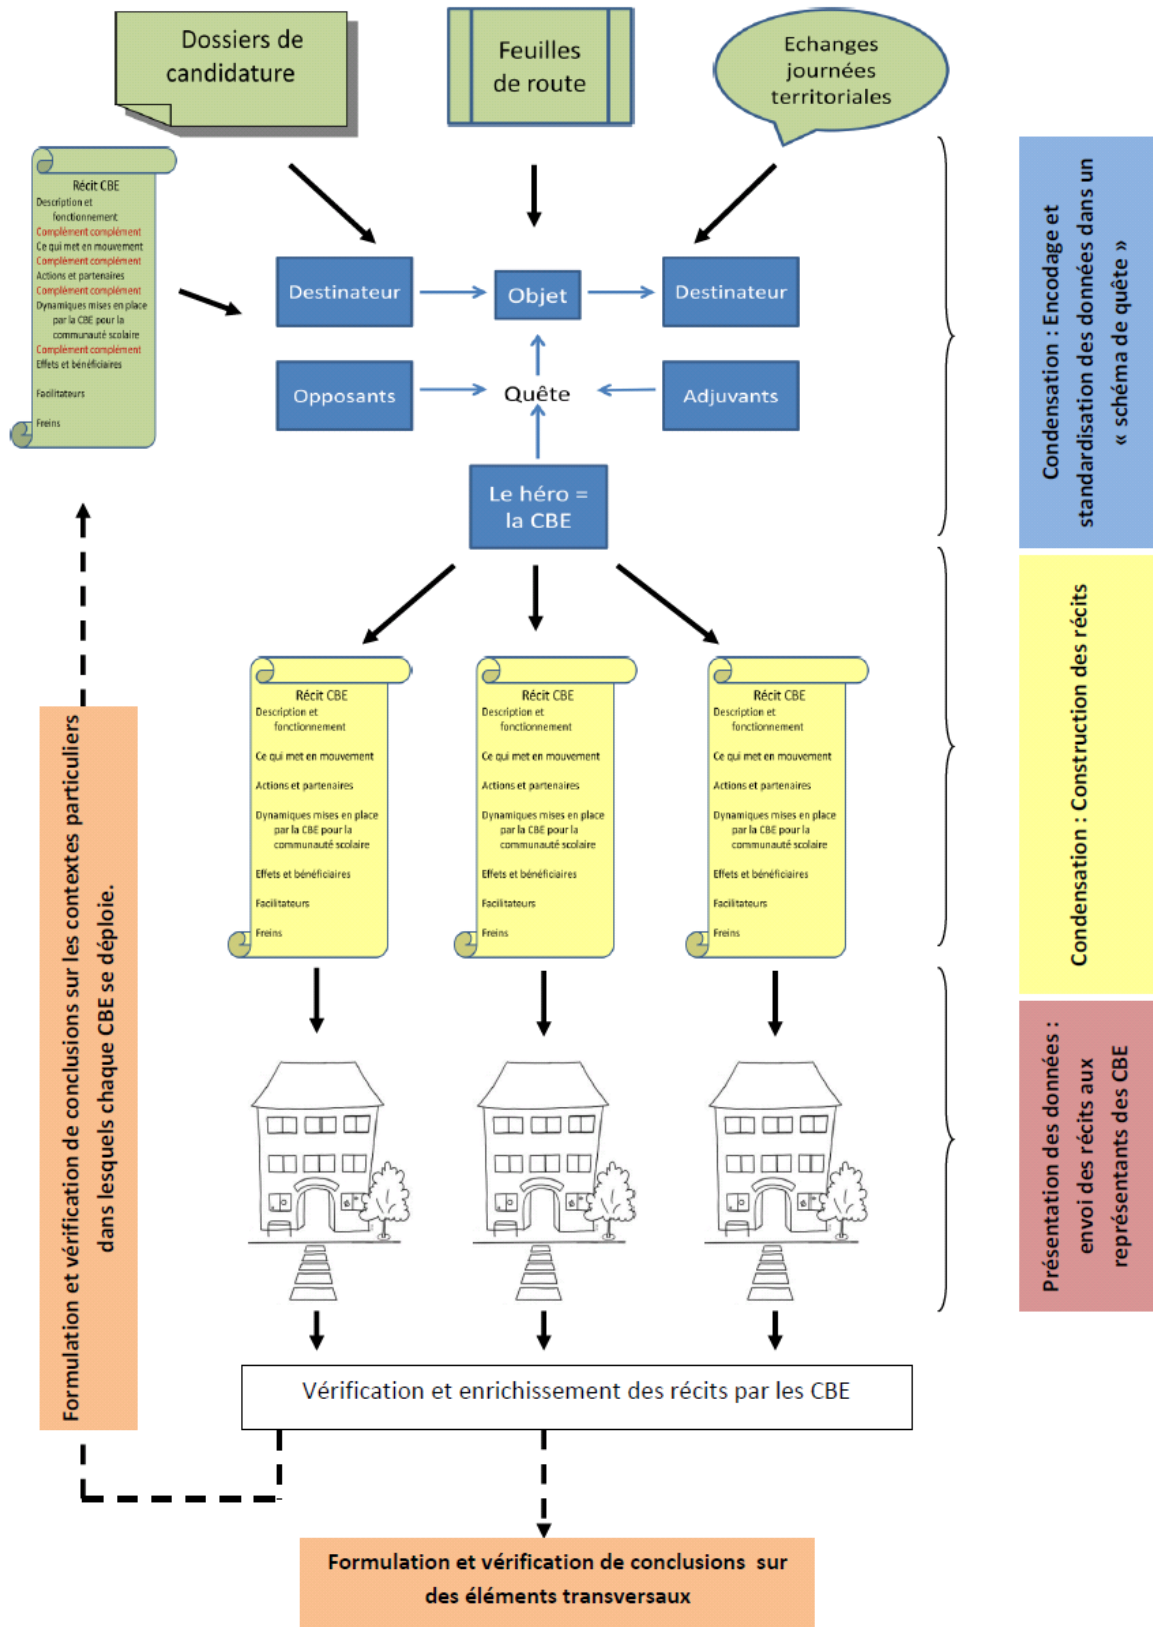 Dossiers de
candidature
Feuilles
de route
Echanges
journées
territoriales
Récit CBE
Description et
fonctionnement
Complément complément
Ce qui met en mouvement
Complément complément
Actions et partenaires
Complément complément
Dynamiques mises en place
par la CBE pour la
communauté scolaire
Complément complément
Effets et bénéficiaires
Facilitateurs
Freins
Destinateur
Objet
Destinateur
Opposants
Quête
Adjuvants
Le héro =
la CBE
Condensation : Encodage et
standardisation des données dans un
« schéma de quête »
Récit CBE
Description et
fonctionnement
Ce qui met en mouvement
Actions et partenaires
Dynamiques mises en place
par la CBE pour la
communauté scolaire
Effets et bénéficiaires
Facilitateurs
Freins
Récit CBE
Description et
fonctionnement
Ce qui met en mouvement
Actions et partenaires
Dynamiques mises en place
par la CBE pour la
communauté scolaire
Effets et bénéficiaires
Facilitateurs
Freins
Récit CBE
Description et
fonctionnement
Ce qui met en mouvement
Actions et partenaires
Dynamiques mises en place
par la CBE pour la
communauté scolaire
Effets et bénéficiaires
Facilitateurs
Freins
Condensation : Construction des récits
Présentation des données :
envoi des récits aux
représentants des CBE
Formulation et vérification de conclusions sur les contextes particuliers
dans lesquels chaque CBE se déploie.
Vérification et enrichissement des récits par les CBE
Formulation et vérification de conclusions sur
des éléments transversaux